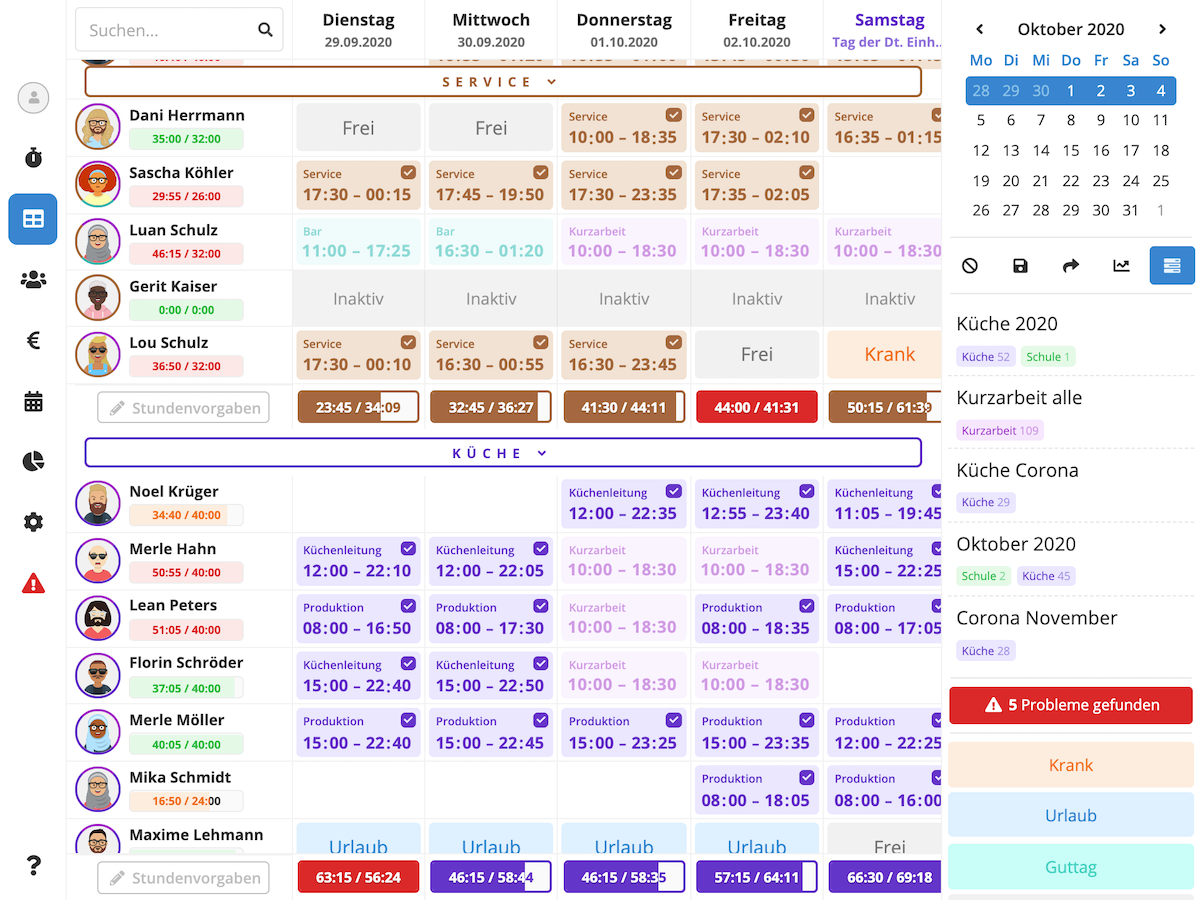 Suchen...
Dienstag
29.09.2020
Mittwoch
30.09.2020
Donnerstag
01.10.2020
Freitag
02.10.2020
Samstag
Tag der Dt. Einh..
SERVICE
Dani Herrmann
35:00 / 32:00
Frei
Frei
Service
10:00 – 18:35
Service
17:30 – 02:10
Service
16:35 – 01:15
Sascha Köhler
29:55 / 26:00
Service
17:30 – 00:15
Service
17:45 – 19:50
Service
17:30 – 23:35
Service
17:35 – 02:05
Luan Schulz
46:15 / 32:00
Bar
11:00 – 17:25
Bar
16:30 – 01:20
Kurzarbeit
10:00 – 18:30
Kurzarbeit
10:00 – 18:30
Kurzarbeit
10:00 – 18:30
Gerit Kaiser
0:00 / 0:00
Inaktiv
Inaktiv
Inaktiv
Inaktiv
Inaktiv
Lou Schulz
36:50 / 32:00
Service
17:30 – 00:10
Service
16:30 – 00:55
Service
16:30 – 23:45
Frei
Krank
Stundenvorgaben
23:45 / 34:09
32:45 / 36:27
41:30 / 44:11
44:00 / 41:31
50:15 / 61:39
KÜCHE
Noel Krüger
34:40 / 40:00
Küchenleitung
12:00 – 22:35
Küchenleitung
12:55 – 23:40
Küchenleitung
11:05 – 19:45
Merle Hahn
50:55 / 40:00
Küchenleitung
12:00 – 22:10
Küchenleitung
12:00 – 22:05
Kurzarbeit
10:00 – 18:30
Kurzarbeit
10:00 – 18:30
Küchenleitung
15:00 – 22:25
Lean Peters
51:05 / 40:00
Produktion
08:00 – 16:50
Produktion
08:00 – 17:30
Kurzarbeit
10:00 – 18:30
Produktion
08:00 – 18:35
Produktion
08:00 – 17:05
Florin Schröder
37:05 / 40:00
Küchenleitung
15:00 – 22:40
Küchenleitung
15:00 – 22:50
Kurzarbeit
10:00 – 18:30
Kurzarbeit
10:00 – 18:30
Merle Möller
40:05 / 40:00
Produktion
15:00 – 22:40
Produktion
15:00 – 22:45
Produktion
15:00 – 23:25
Produktion
15:00 – 23:35
Produktion
12:00 – 22:25
Mika Schmidt
16:50 / 24:00
Produktion
08:00 – 18:05
Produktion
08:00 – 16:00
Maxime Lehmann
Urlaub
Urlaub
Urlaub
Urlaub
Frei
Stundenvorgaben
63:15 / 56:24
46:15 / 58:44
46:15 / 58:35
57:15 / 64:11
66:30 / 69:18
Oktober 2020
Mo Di Mi Do Fr Sa So
28 29 30 1 2 3 4
5 6 7 8 9 10 11
12 13 14 15 16 17 18
19 20 21 22 23 24 25
26 27 28 29 30 31 1
Küche 2020
Küche 52 Schule 1
Kurzarbeit alle
Kurzarbeit 109
Küche Corona
Küche 29
Oktober 2020
Schule 2 Küche 45
Corona November
Küche 28
5 Probleme gefunden
Krank
Urlaub
Guttag